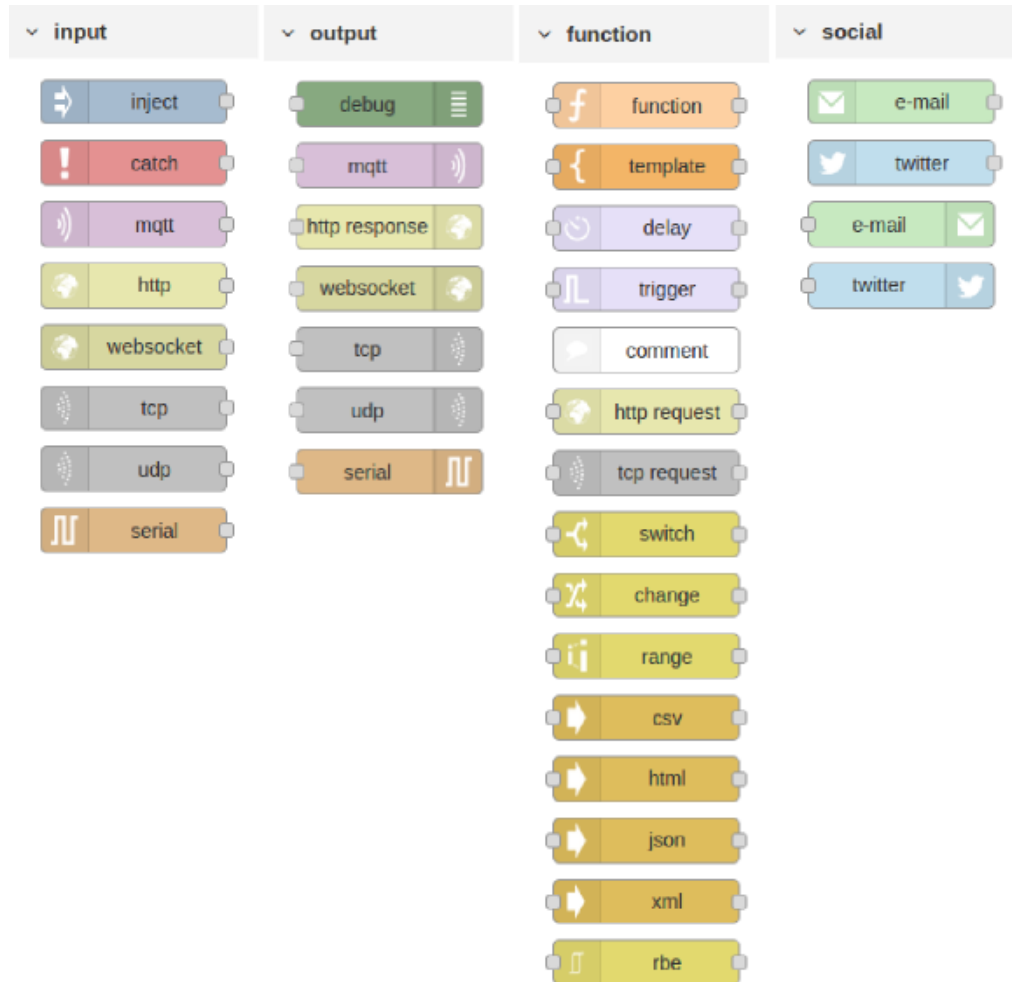 input
inject
catch
mqtt
http
websocket
tcp
udp
serial
output
debug
mqtt
http response
websocket
tcp
udp
serial
function
function
template
delay
trigger
comment
http request
tcp request
switch
change
range
csv
html
json
xml
rbe
social
e-mail
twitter
e-mail
twitter